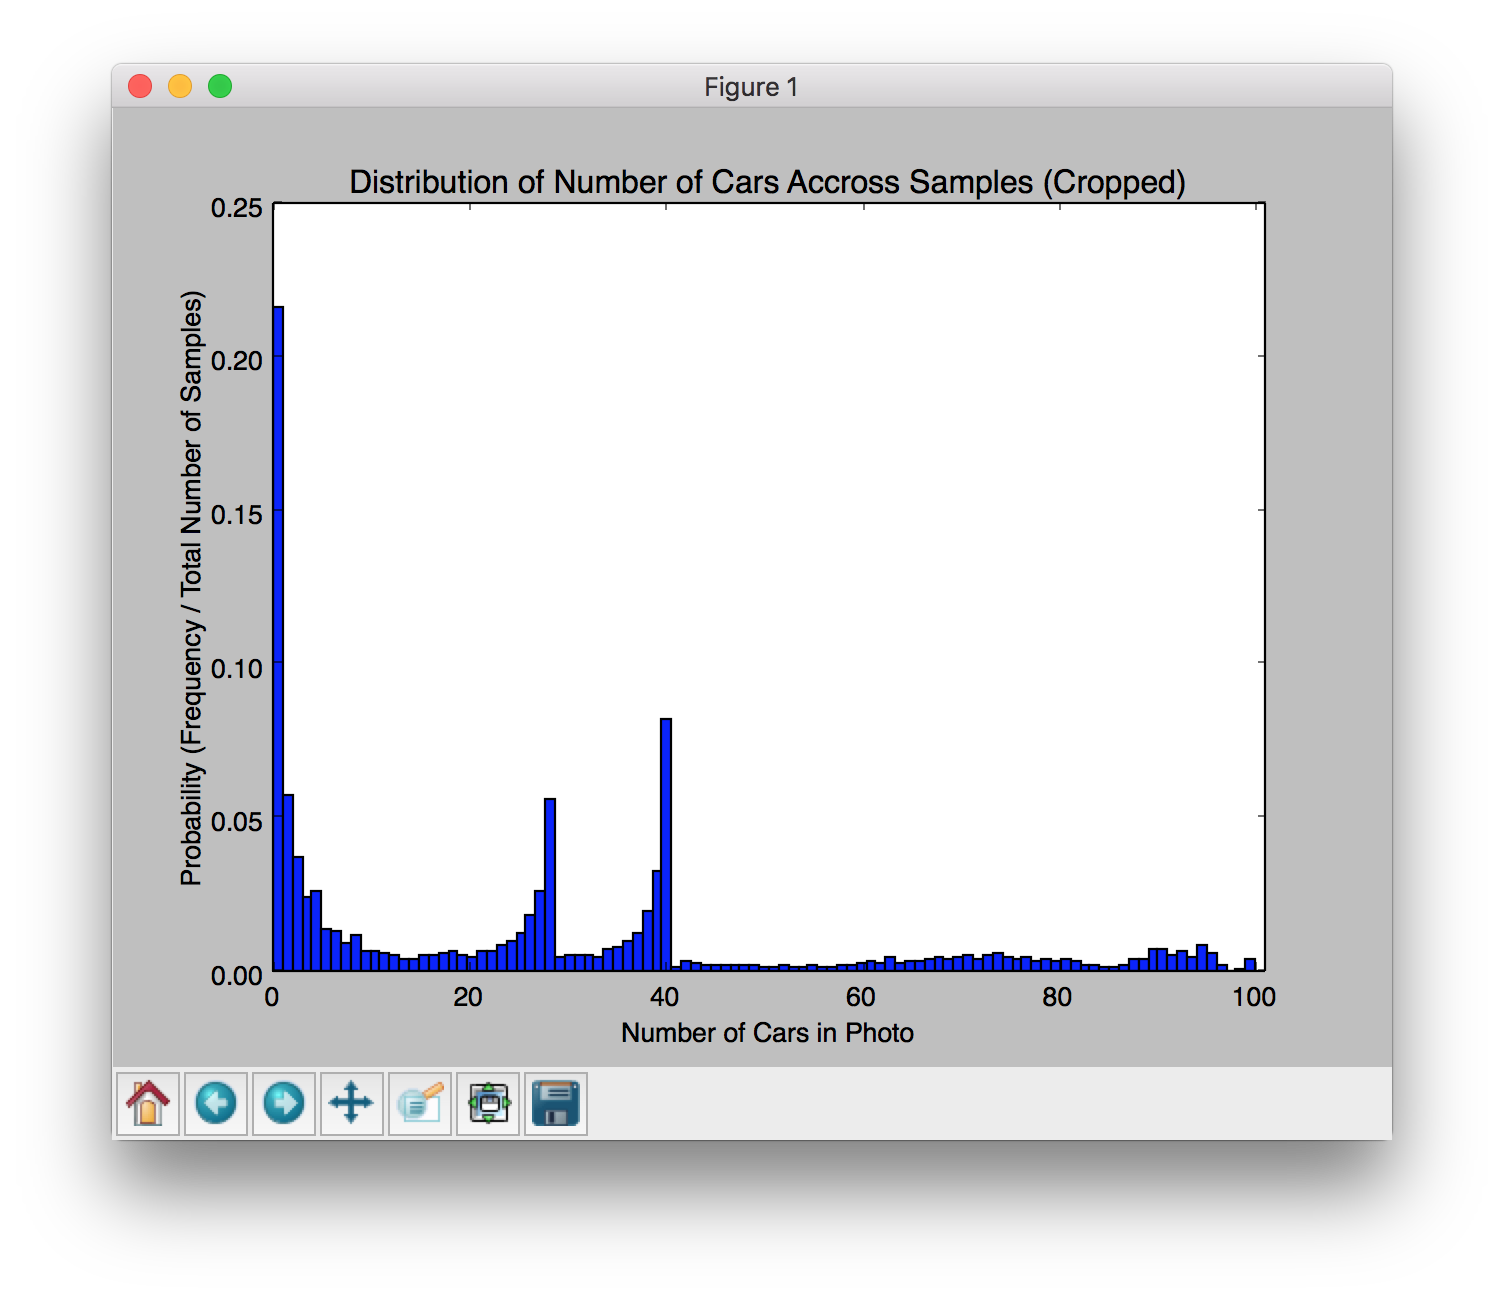 Figure 1
Distribution of Number of Cars Accross Samples (Cropped)
Probability (Frequency / Total Number of Samples)
0.25
0.20
0.15
0.10
0.05
0.00
0 20 40 60 80 100
Number of Cars in Photo